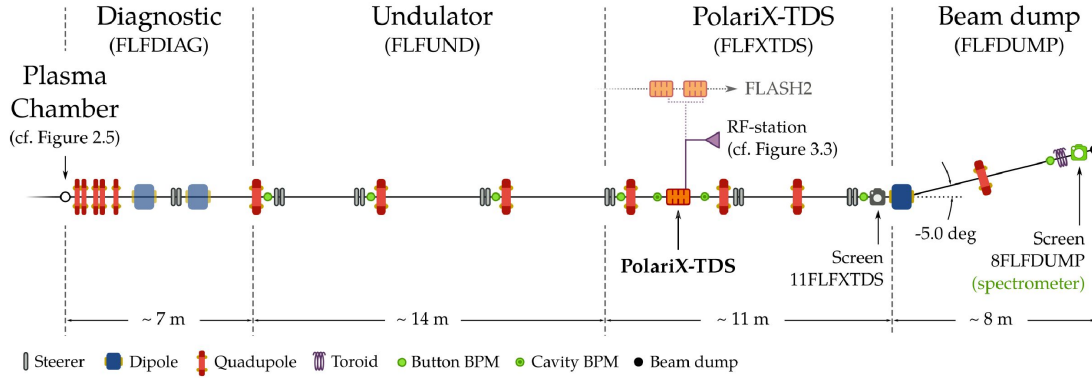 Diagnostic
(FLFDIAG)
Undulator
(FLFUND)
PolariX-TDS
(FLFXTDS)
Beam dump
(FLFDUMP)
Plasma
Chamber
(cf. Figure 2.5)
FLASH2
RF-station
(cf. Figure 3.3)
PolariX-TDS
Screen
11FLFXTDS
-5.0 deg
Screen
8FLFDUMP
(spectrometer)
~ 7 m
~ 14 m
~ 11 m
~ 8 m
Steerer
Dipole
Quadupole
Toroid
Button BPM
Cavity BPM
Beam dump